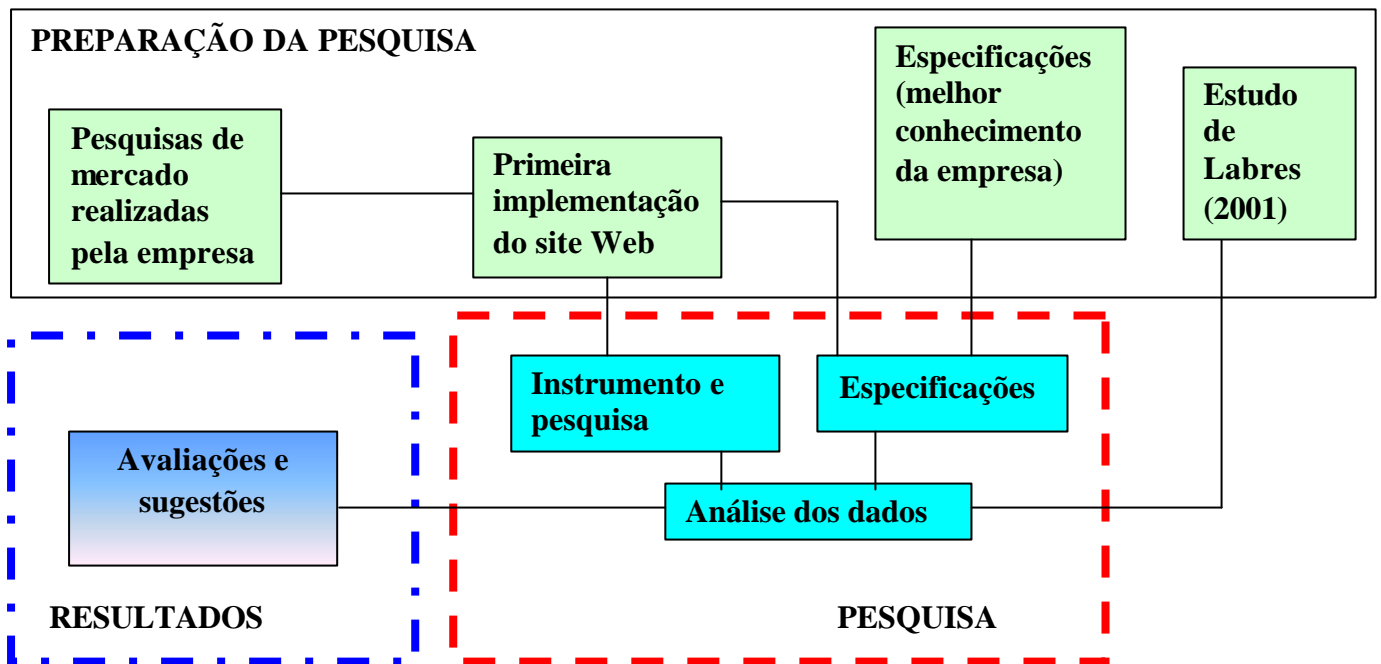 PREPARAÇÃO DA PESQUISA
Pesquisas de
mercado
realizadas
pela empresa
Primeira
implementação
do site Web
Especificações
(melhor
conhecimento
da empresa)
Estudo
de
Labres
(2001)
Instrumento e
pesquisa
Especificações
Avaliações e
sugestões
Análise dos dados
RESULTADOS
PESQUISA